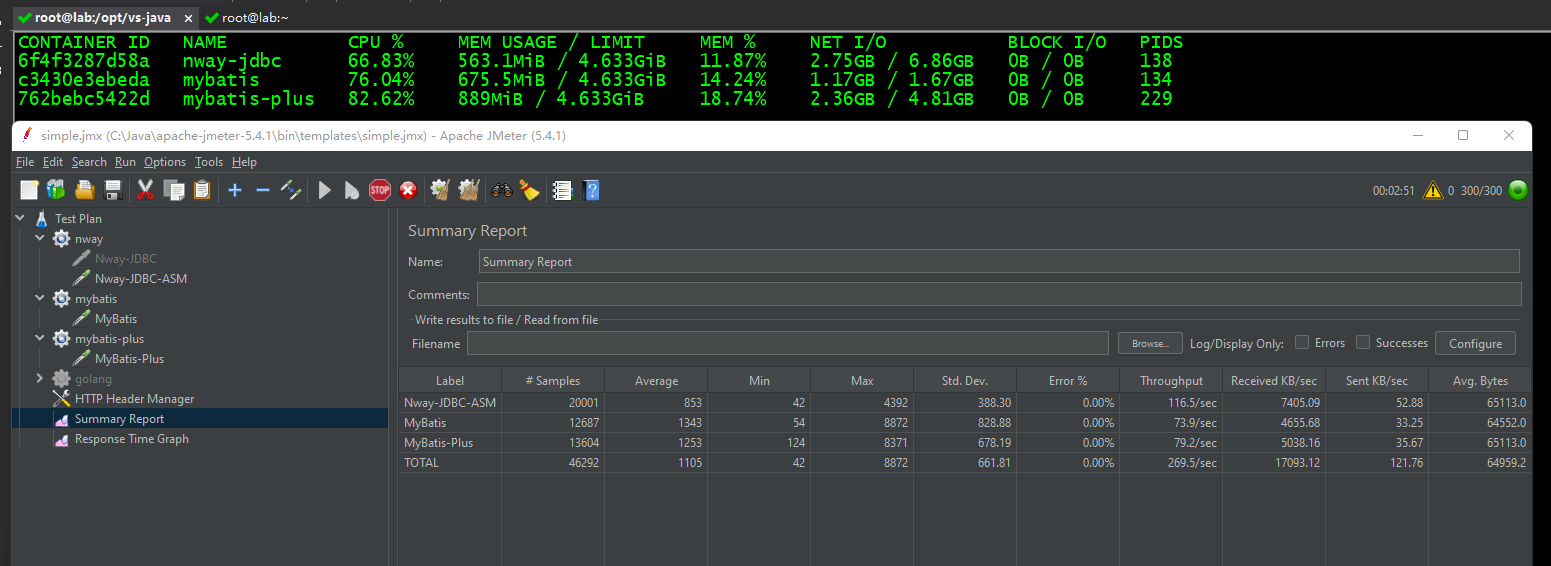 root@lab:/opt/vs-java × root@lab:~
CONTAINER ID NAME CPU % MEM USAGE / LIMIT MEM % NET I/O BLOCK I/O PIDS
6f4f3287d58a nway-jdbc 66.83% 563.1MiB / 4.633GiB 11.87% 2.75GB / 6.86GB 0B / 0B 138
c3430e3ebeda mybatis 76.04% 675.5MiB / 4.633GiB 14.24% 1.17GB / 1.67GB 0B / 0B 134
762bebc5422d mybatis-plus 82.62% 889MiB / 4.633GiB 18.74% 2.36GB / 4.81GB 0B / 0B 229
simple.jmx (C:\Java\apache-jmeter-5.4.1\bin\templates\simple.jmx) - Apache JMeter (5.4.1)
File Edit Search Run Options Tools Help
STOP 00:02:51 0 300/300
Test Plan
nway
Nway-JDBC
Nway-JDBC-ASM
mybatis
MyBatis
mybatis-plus
MyBatis-Plus
golang
HTTP Header Manager
Summary Report
Response Time Graph
Summary Report
Name: Summary Report
Comments:
Write results to file / Read from file
Filename Browse... Log/Display Only: Errors Successes Configure
Label # Samples Average Min Max Std. Dev. Error % Throughput Received KB/sec Sent KB/sec Avg. Bytes
Nway-JDBC-ASM 20001 853 42 4392 388.30 0.00% 116.5/sec 7405.09 52.88 65113.0
MyBatis 12687 1343 54 8872 828.88 0.00% 73.9/sec 4655.68 33.25 64552.0
MyBatis-Plus 13604 1253 124 8371 678.19 0.00% 79.2/sec 5038.16 35.67 65113.0
TOTAL 46292 1105 42 8872 661.81 0.00% 269.5/sec 17093.12 121.76 64959.2